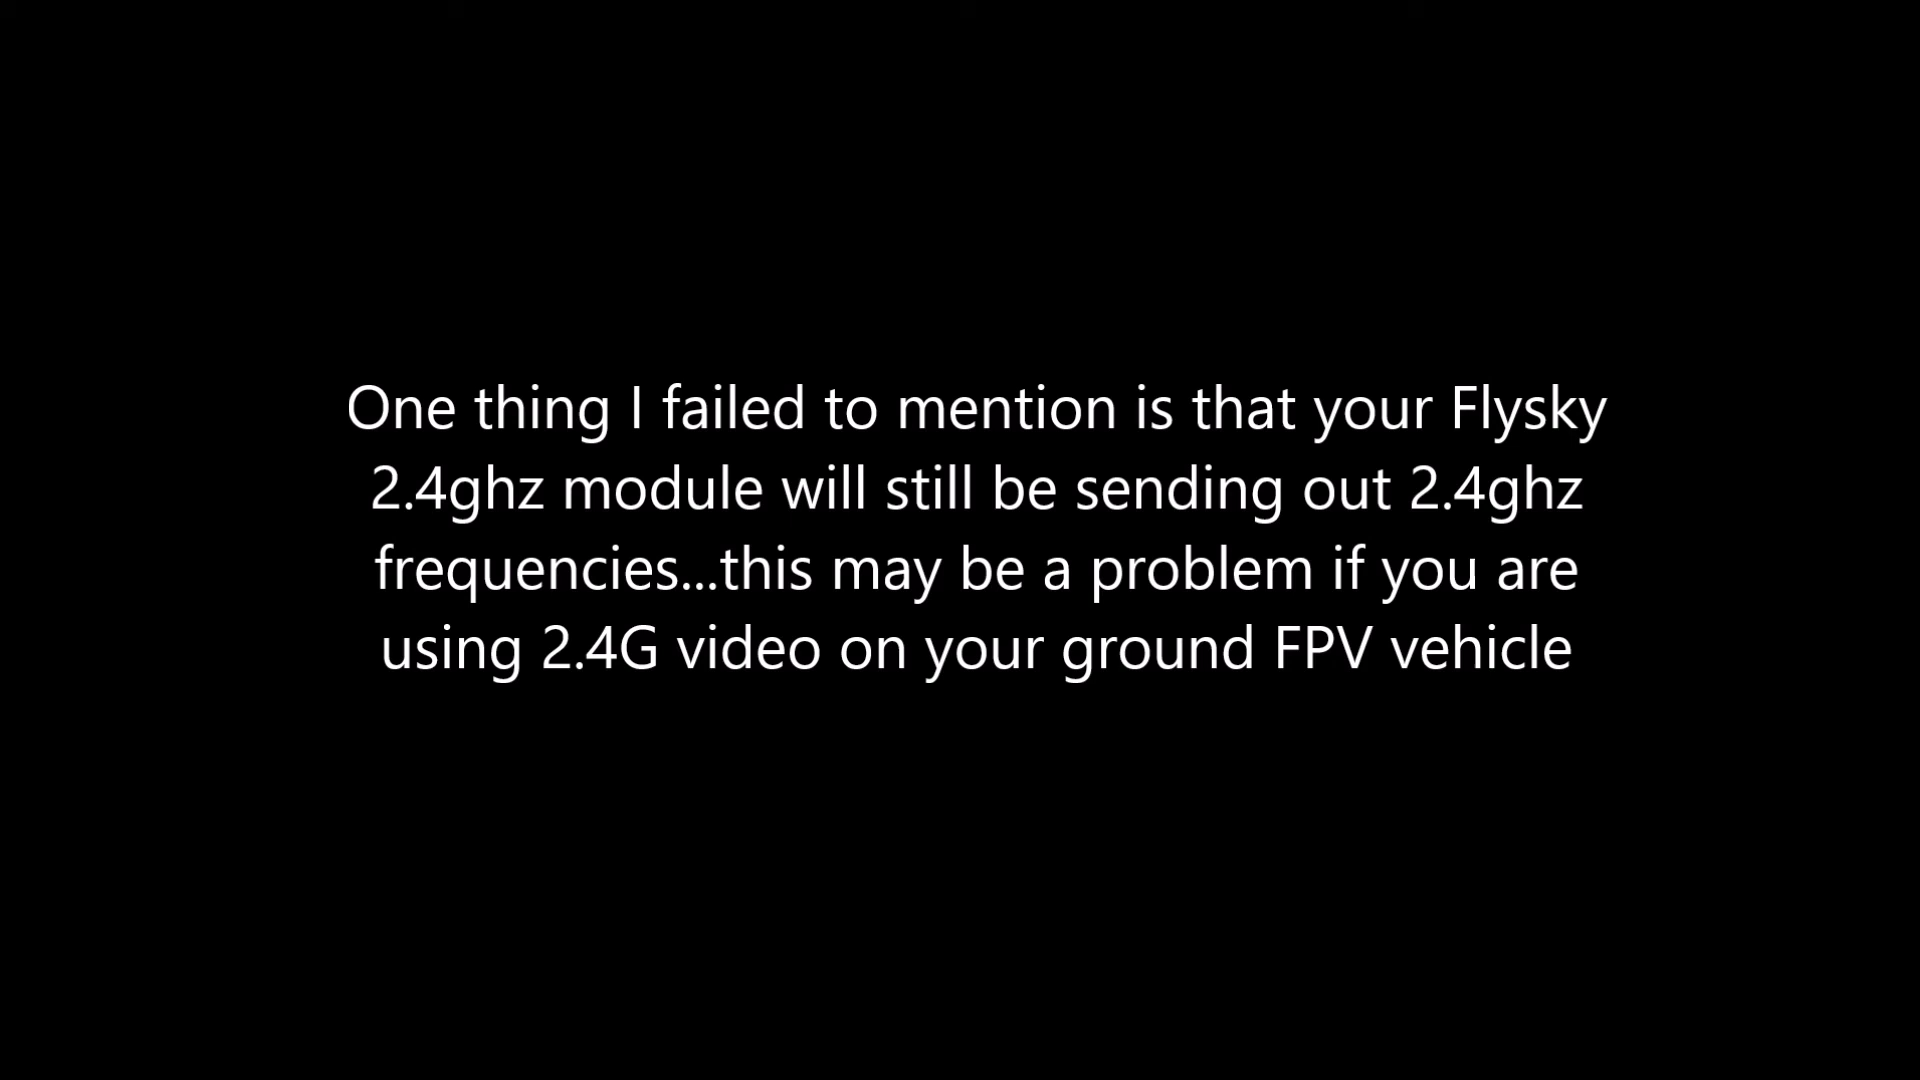 One thing I failed to mention is that your Flysky
2.4ghz module will still be sending out 2.4ghz
frequencies...this may be a problem if you are
using 2.4G video on your ground FPV vehicle